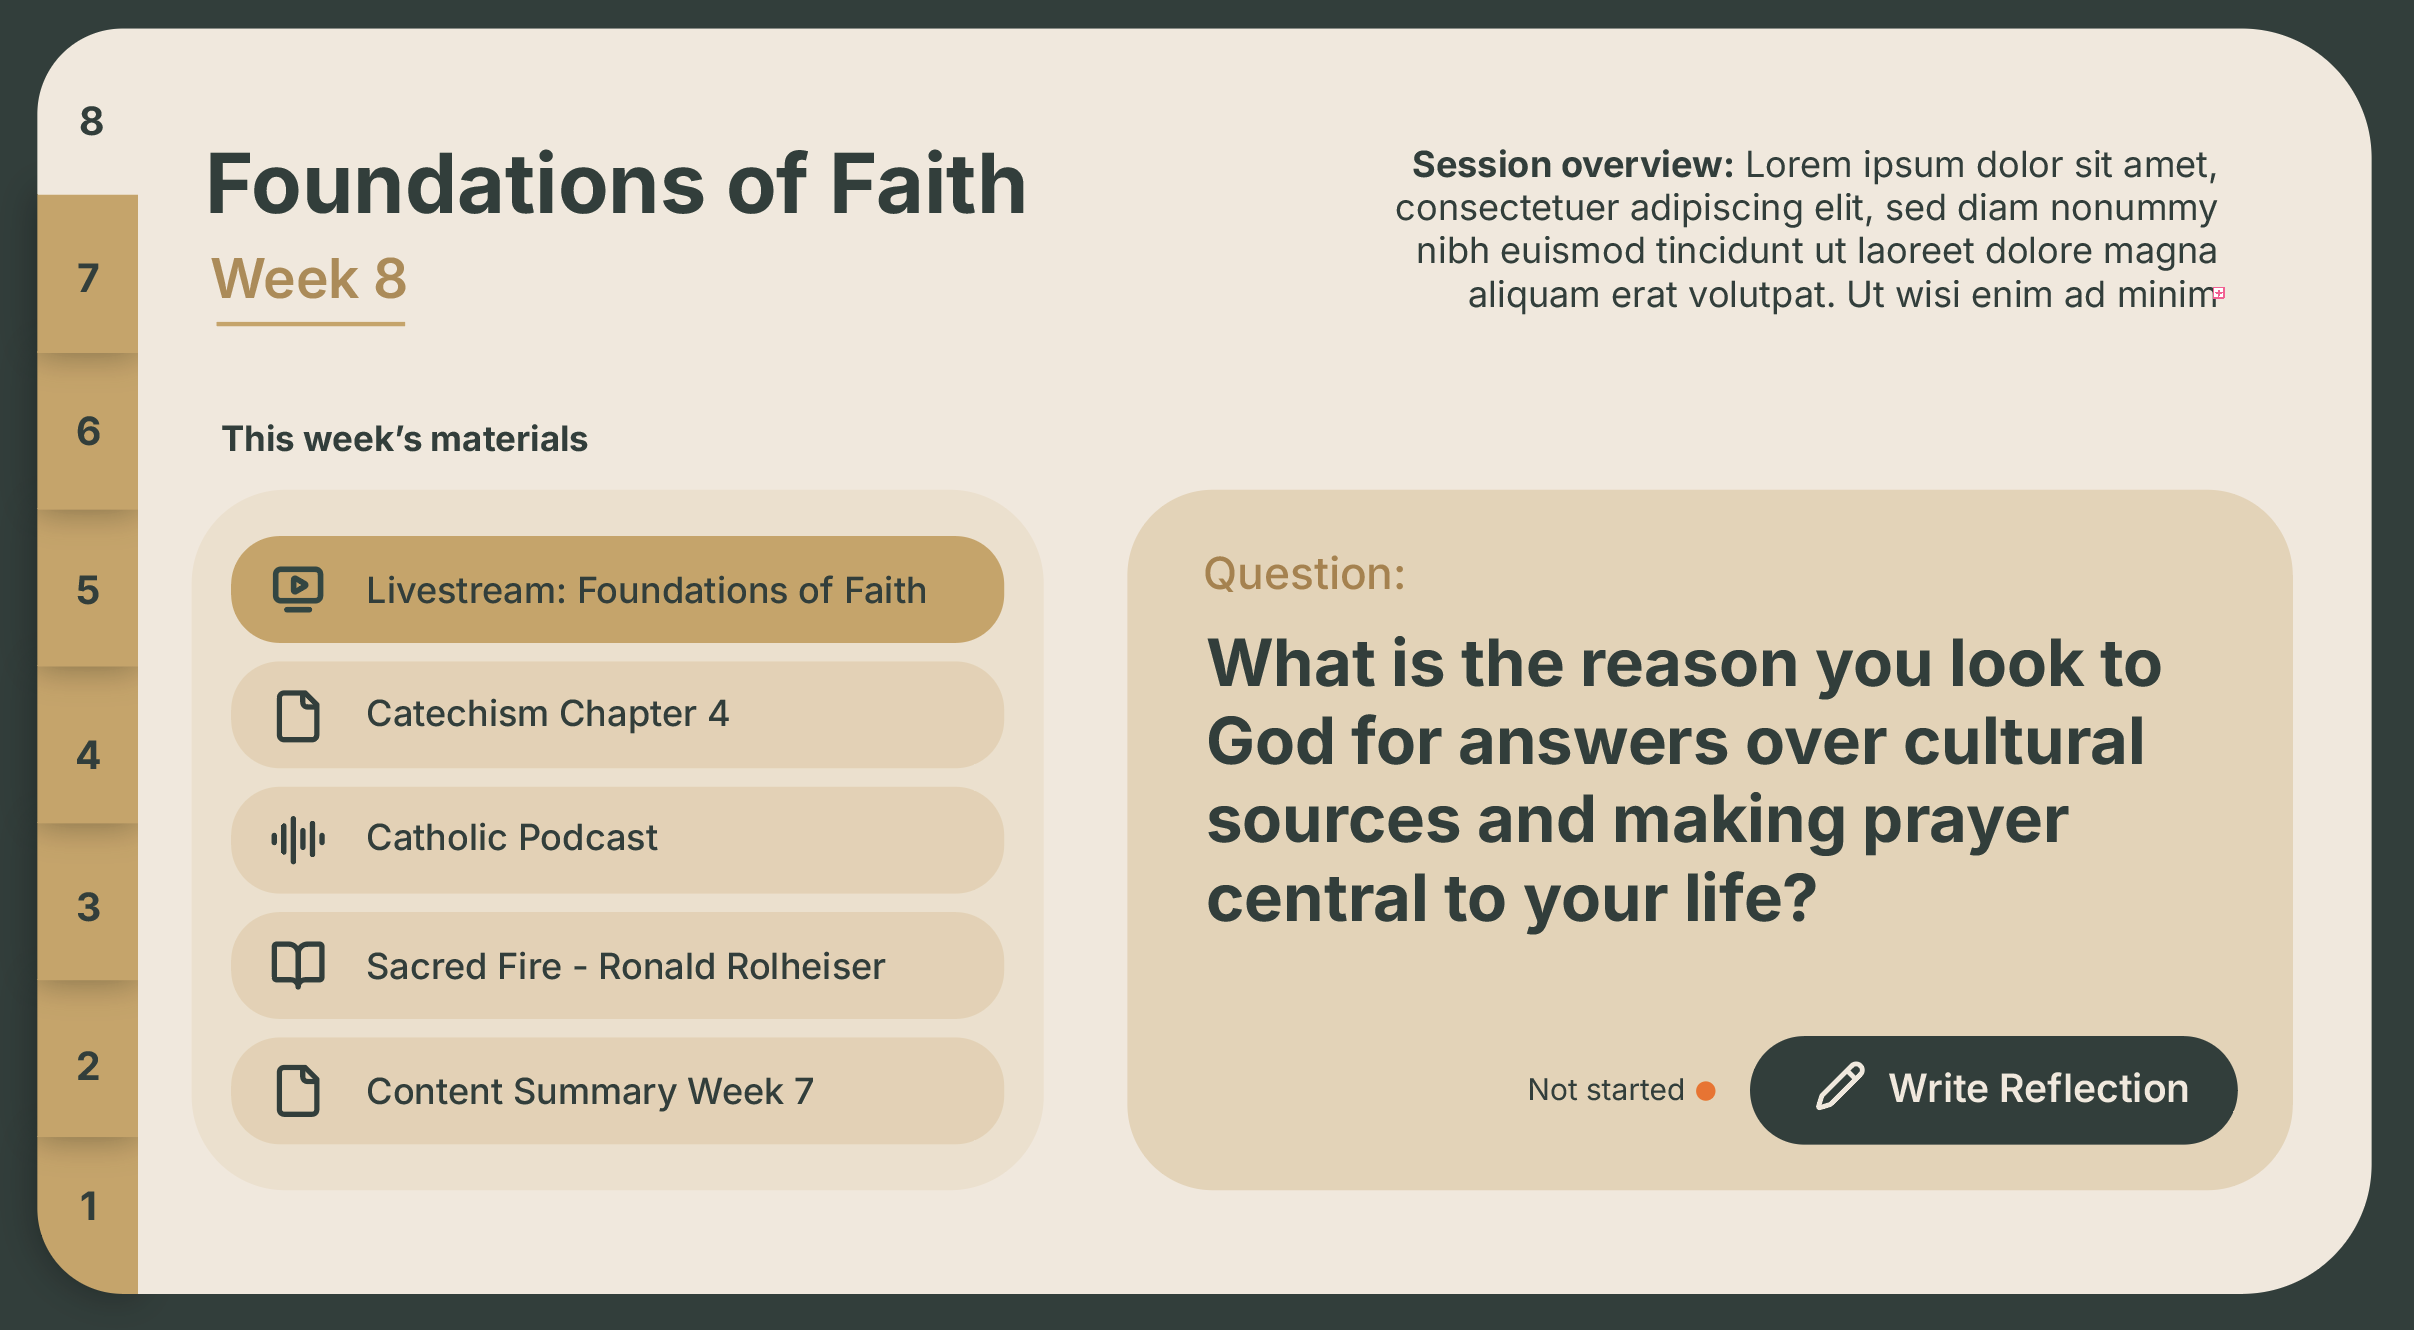 8
7
6
5
4
3
2
1
Foundations of Faith
Week 8
Session overview: Lorem ipsum dolor sit amet,
consectetuer adipiscing elit, sed diam nonummy
nibh euismod tincidunt ut laoreet dolore magna
aliquam erat volutpat. Ut wisi enim ad minim
This week’s materials
Livestream: Foundations of Faith
Catechism Chapter 4
Catholic Podcast
Sacred Fire - Ronald Rolheiser
Content Summary Week 7
Question:
What is the reason you look to
God for answers over cultural
sources and making prayer
central to your life?
Not started
Write Reflection